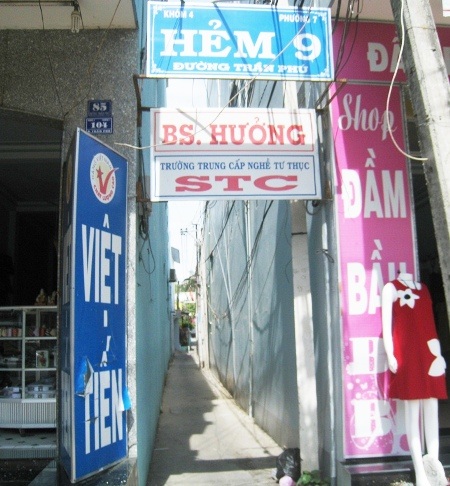 KHÓM 4 PHƯỜNG 7
HẺM 9
ĐƯỜNG TRẦN PHÚ
BS. HƯỞNG
TRƯỜNG TRUNG CẤP NGHỀ TƯ THỤC
STC
85
104
VIỆT
-
TIẾN
ĐẦ
Shop
ĐẦM
BẦU